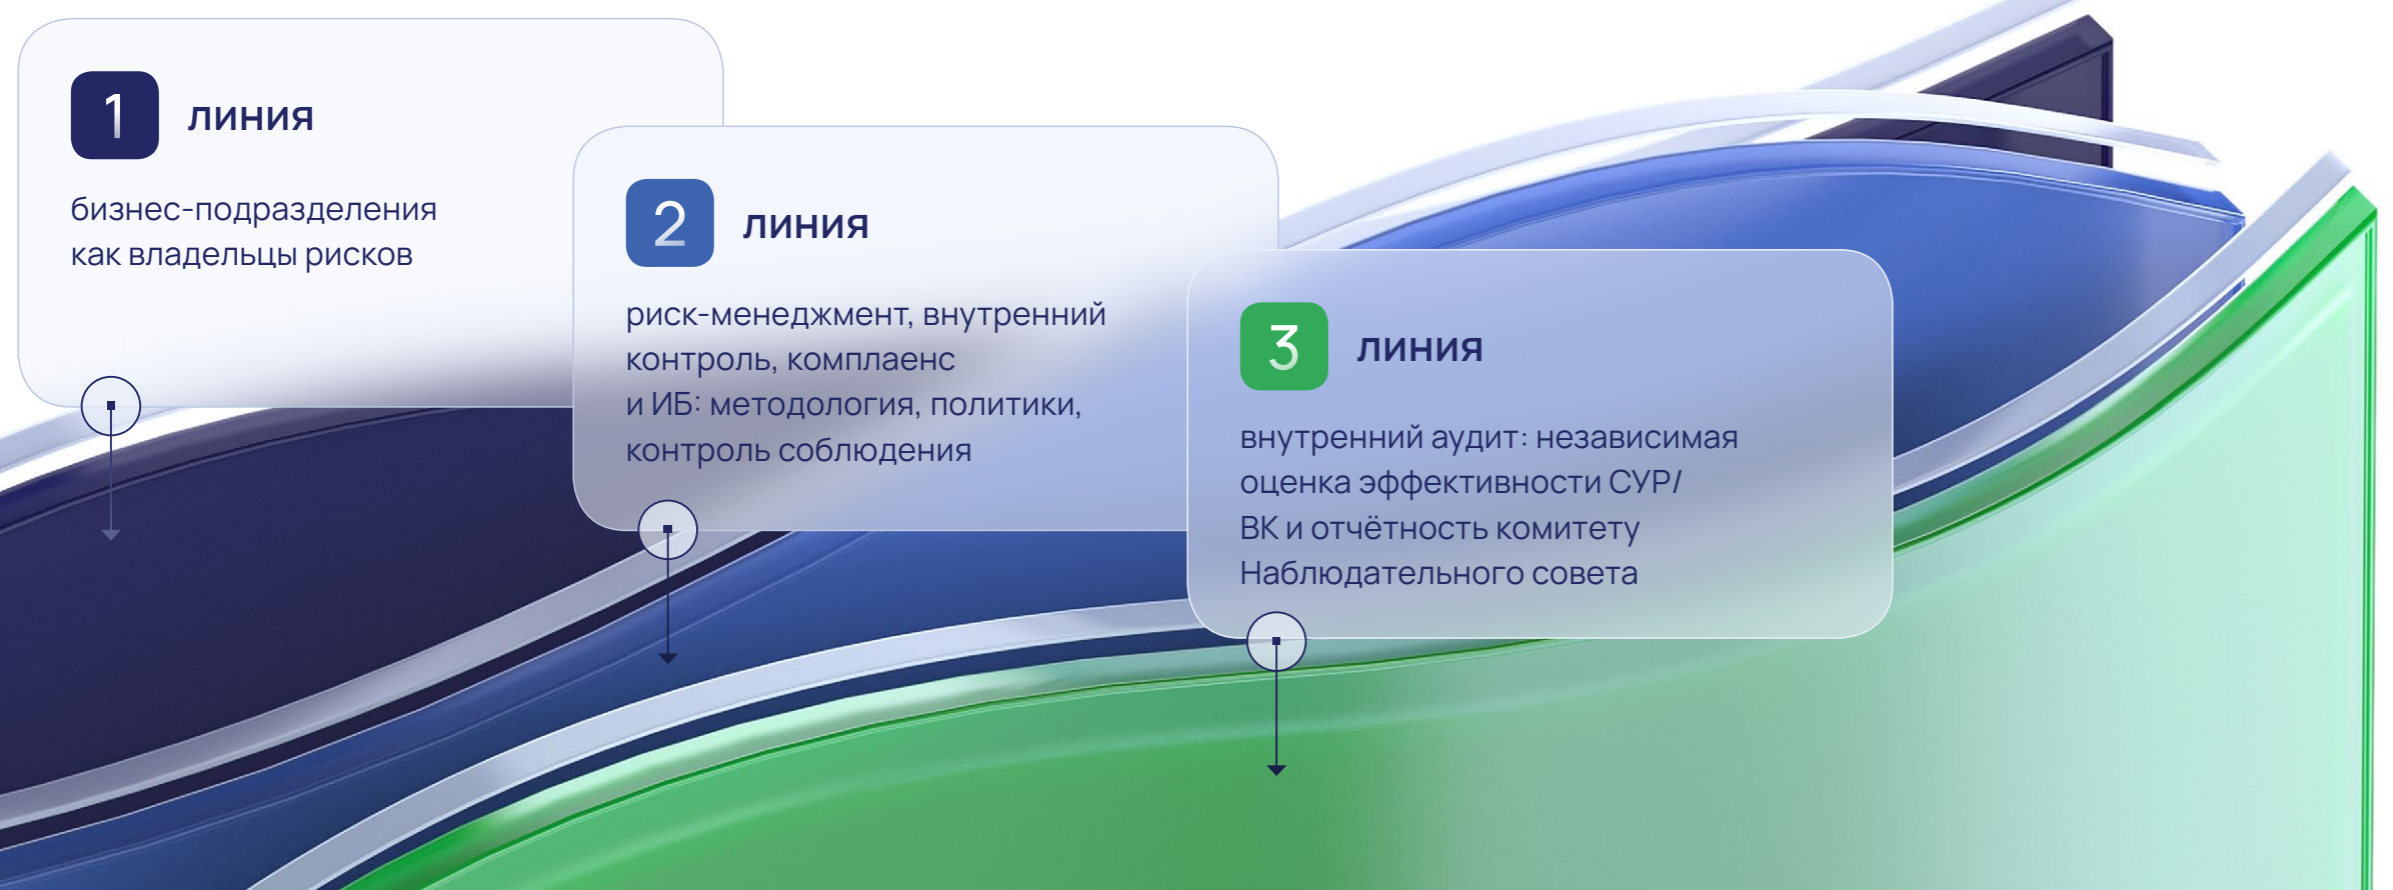 1 линия
бизнес-подразделения
как владельцы рисков
2 линия
риск-менеджмент, внутренний
контроль, комплаенс
и ИБ: методология, политики,
контроль соблюдения
3 линия
внутренний аудит: независимая
оценка эффективности СУР/
ВК и отчётность комитету
Наблюдательного совета